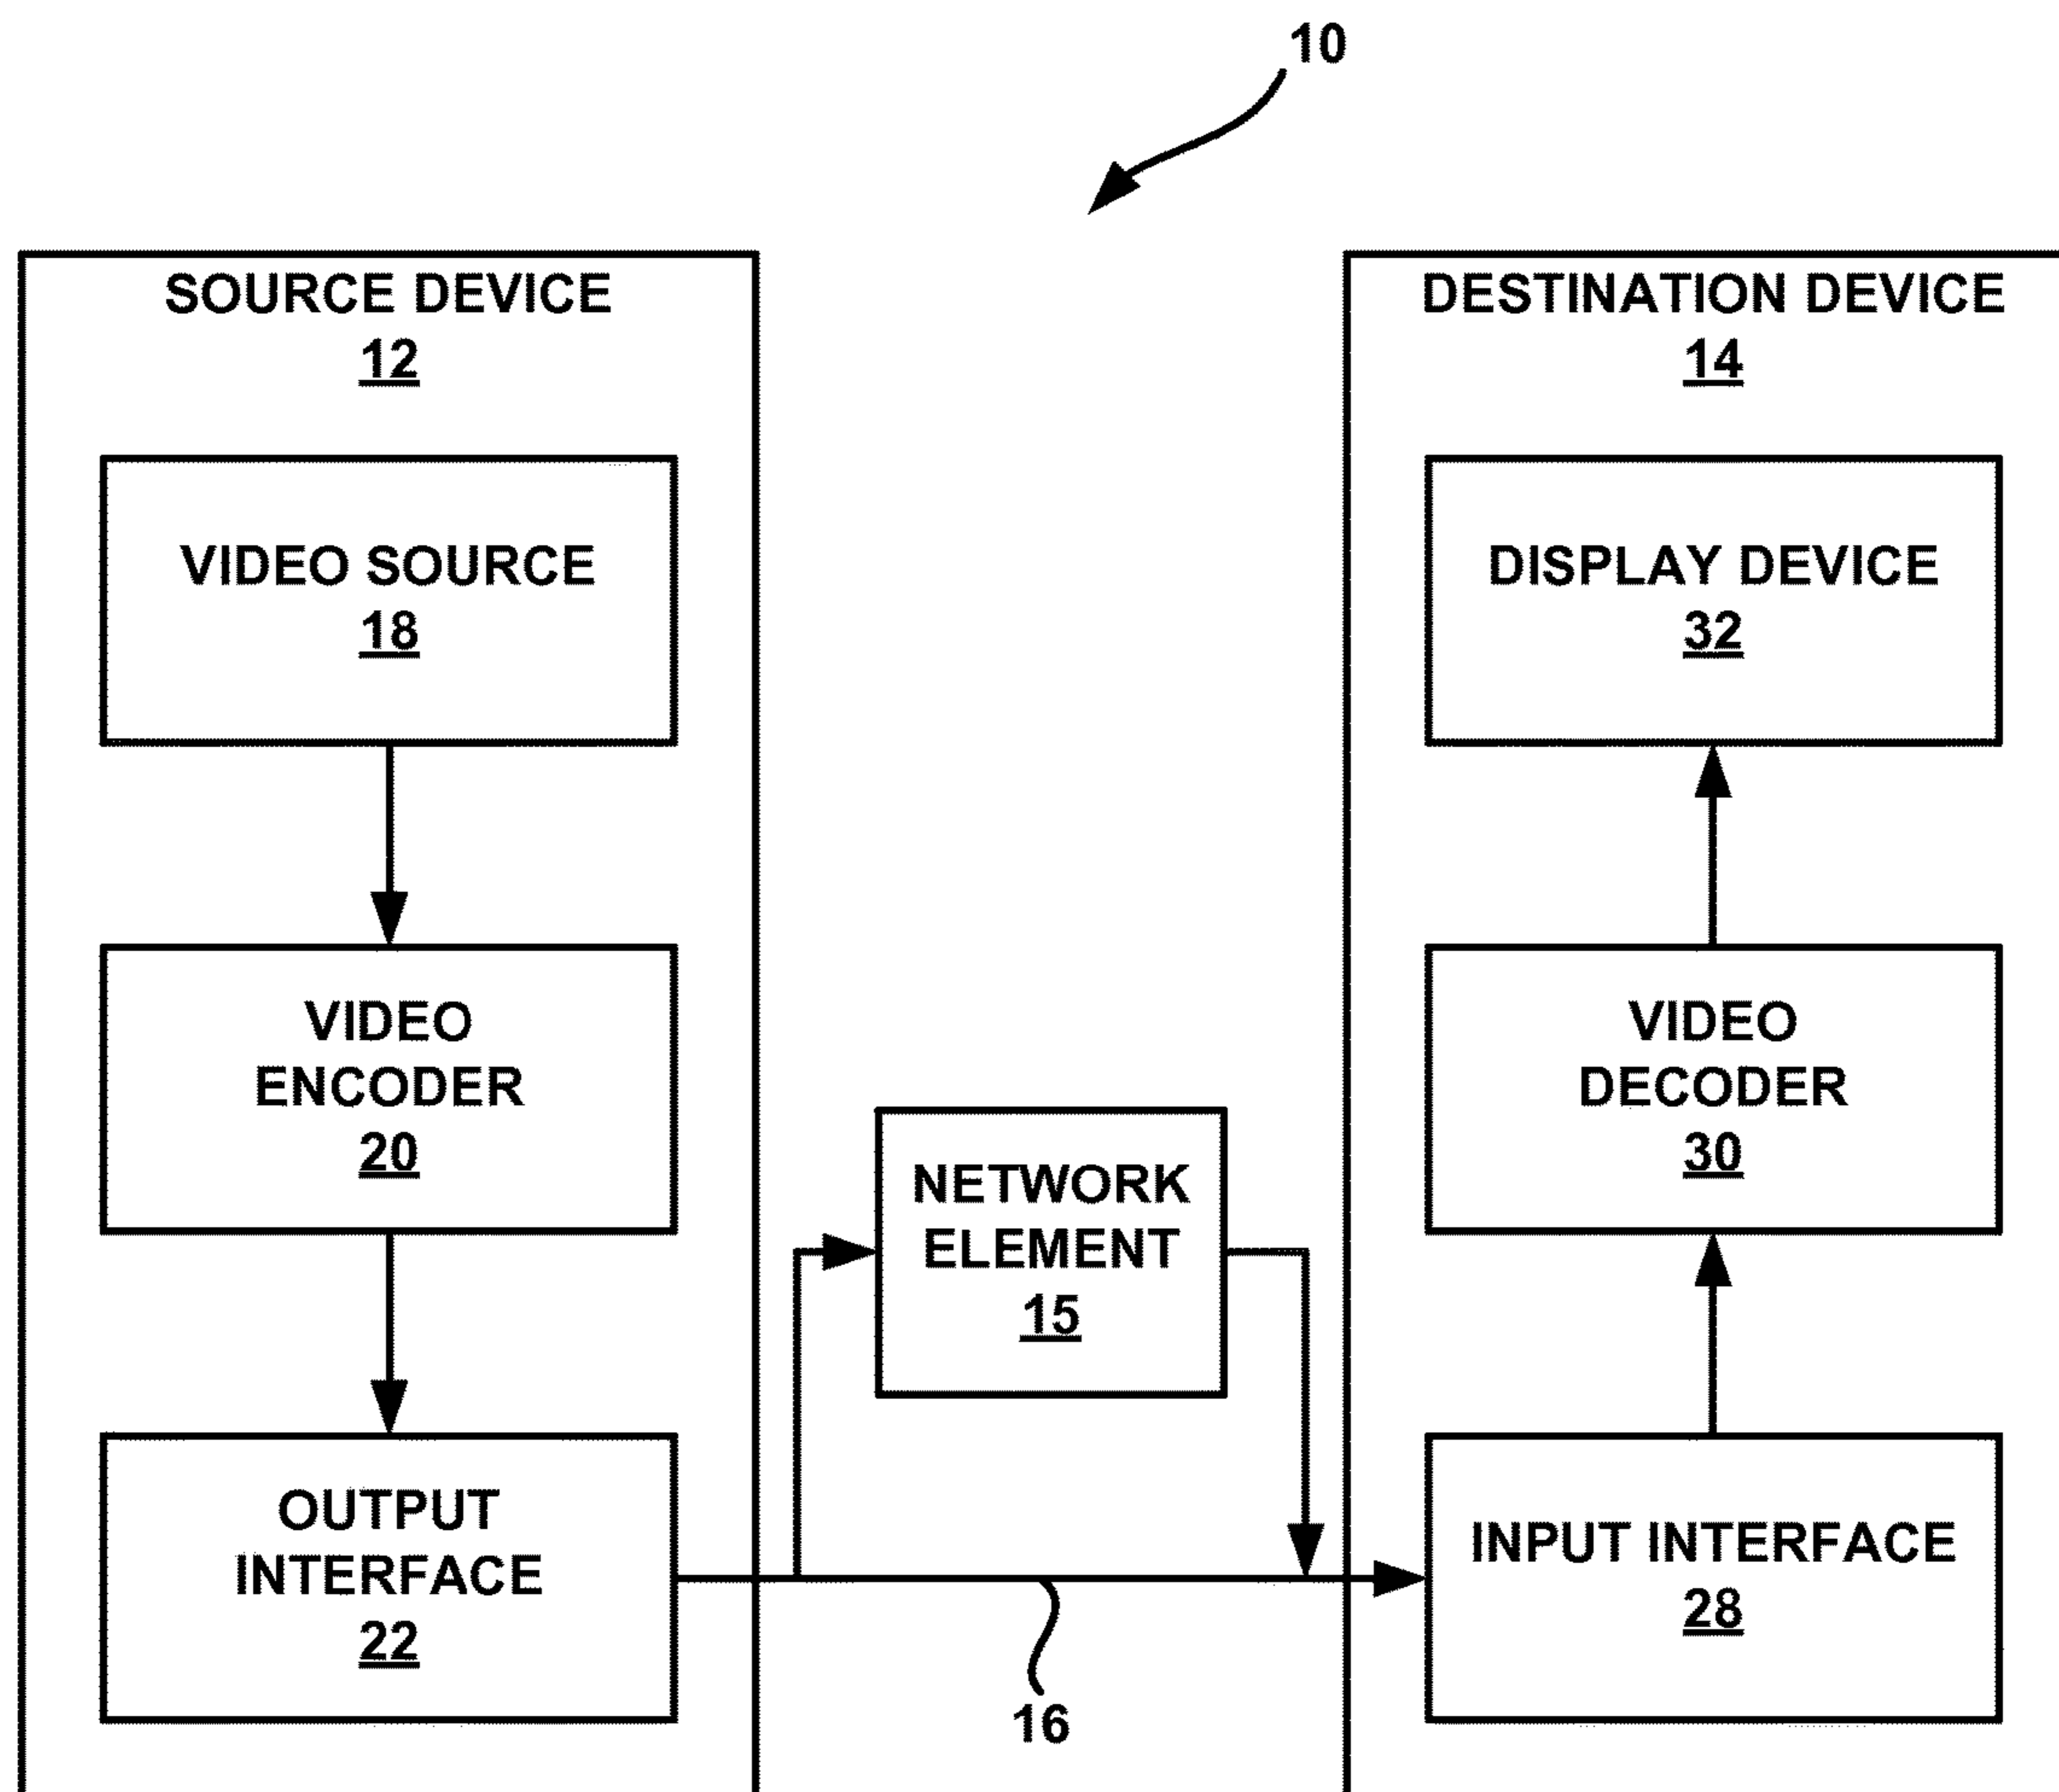 10
SOURCE DEVICE
12
VIDEO SOURCE
18
VIDEO
ENCODER
20
OUTPUT
INTERFACE
22
NETWORK
ELEMENT
15
16
DESTINATION DEVICE
14
DISPLAY DEVICE
32
VIDEO
DECODER
30
INPUT INTERFACE
28